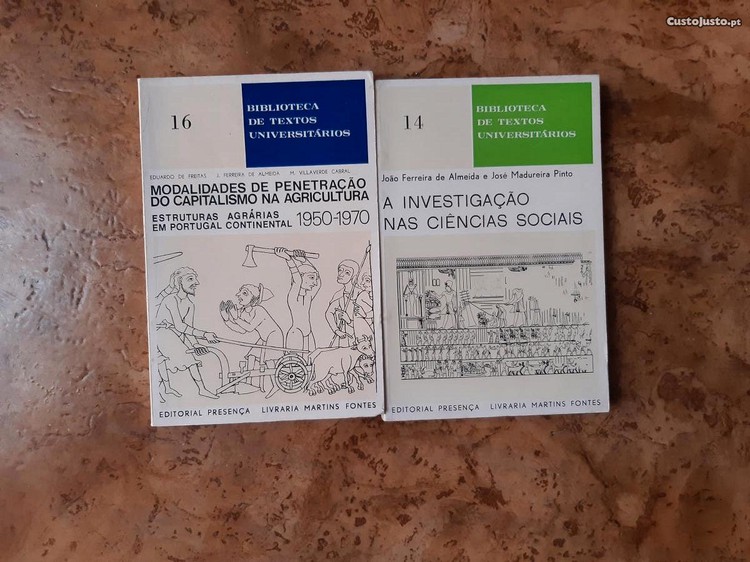 CustoJusto.pt
16
BIBLIOTECA
DE TEXTOS
UNIVERSITÁRIOS
EDUARDO DE FREITAS J. FERREIRA DE ALMEIDA M. VILLAVERDE CABRAL
MODALIDADES DE PENETRAÇÃO
DO CAPITALISMO NA AGRICULTURA
ESTRUTURAS AGRÁRIAS
EM PORTUGAL CONTINENTAL 1950-1970
EDITORIAL PRESENÇA LIVRARIA MARTINS FONTES
14
BIBLIOTECA
DE TEXTOS
UNIVERSITÁRIOS
João Ferreira de Almeida e José Madureira Pinto
A INVESTIGAÇÃO
NAS CIÊNCIAS SOCIAIS
EDITORIAL PRESENÇA LIVRARIA MARTINS FONTES